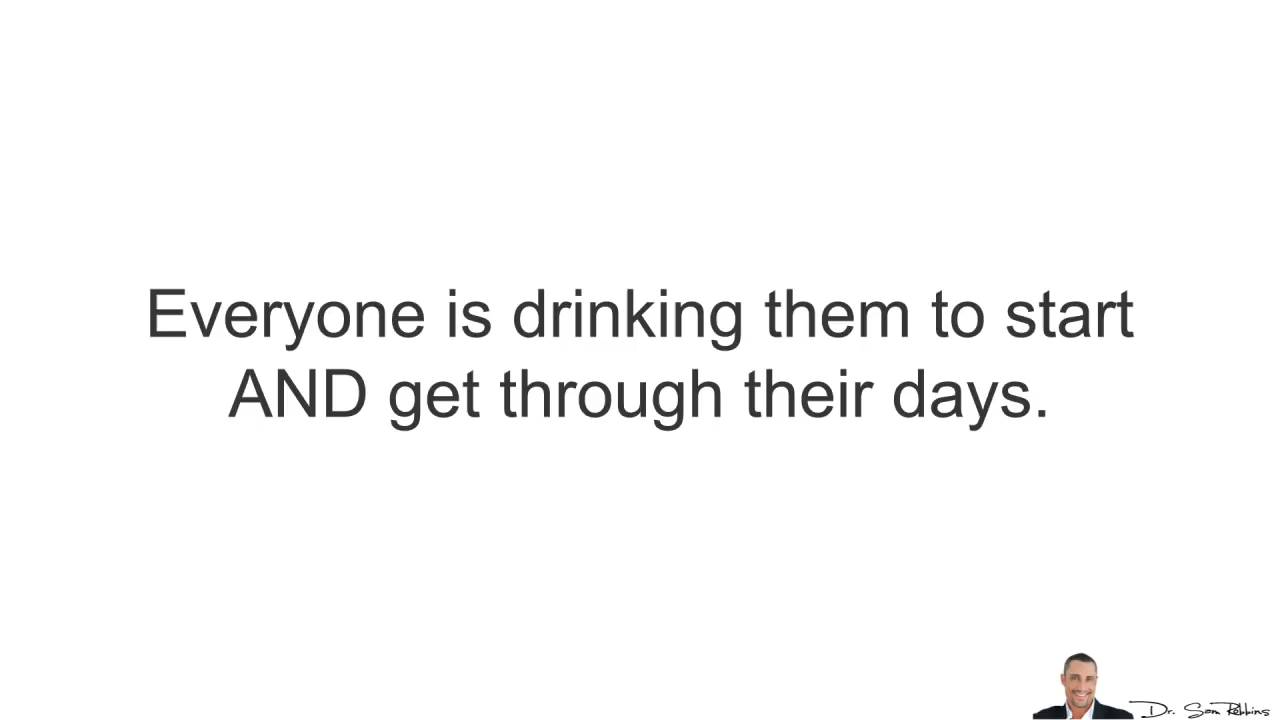 Everyone is drinking them to start
AND get through their days.
Dr. Sam Robbins